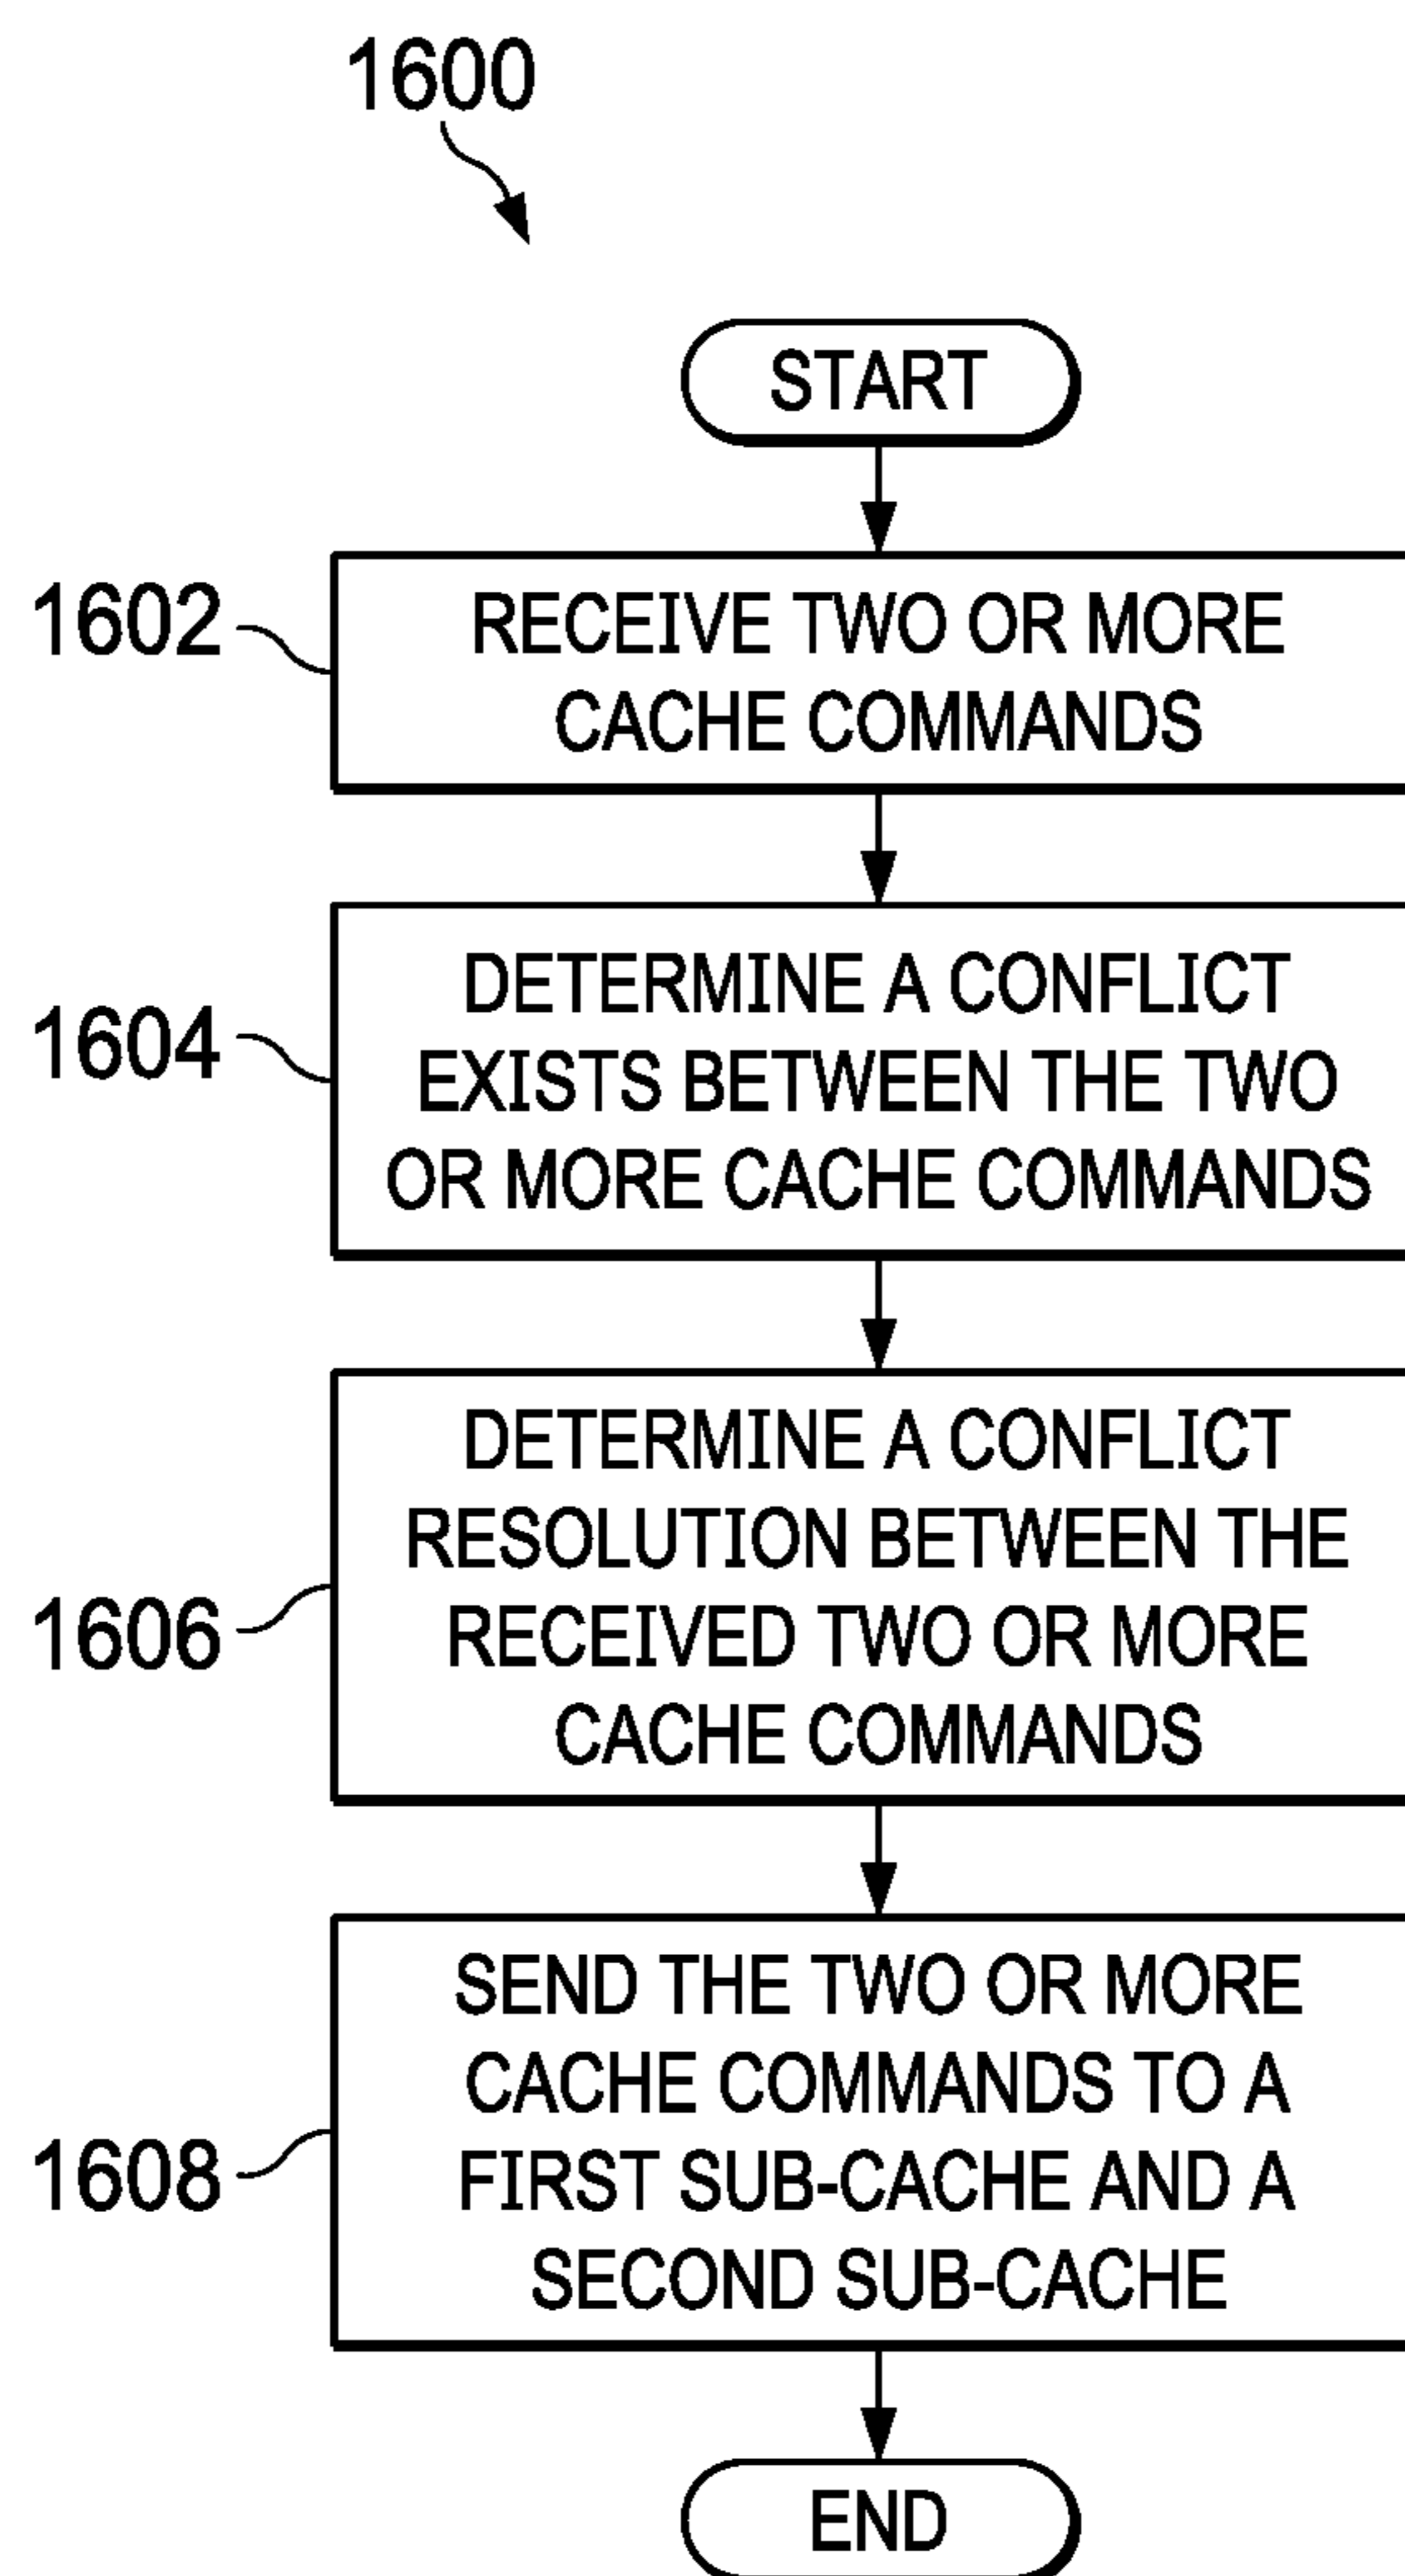 1600
START
1602
RECEIVE TWO OR MORE
CACHE COMMANDS
1604
DETERMINE A CONFLICT
EXISTS BETWEEN THE TWO
OR MORE CACHE COMMANDS
1606
DETERMINE A CONFLICT
RESOLUTION BETWEEN THE
RECEIVED TWO OR MORE
CACHE COMMANDS
1608
SEND THE TWO OR MORE
CACHE COMMANDS TO A
FIRST SUB-CACHE AND A
SECOND SUB-CACHE
END